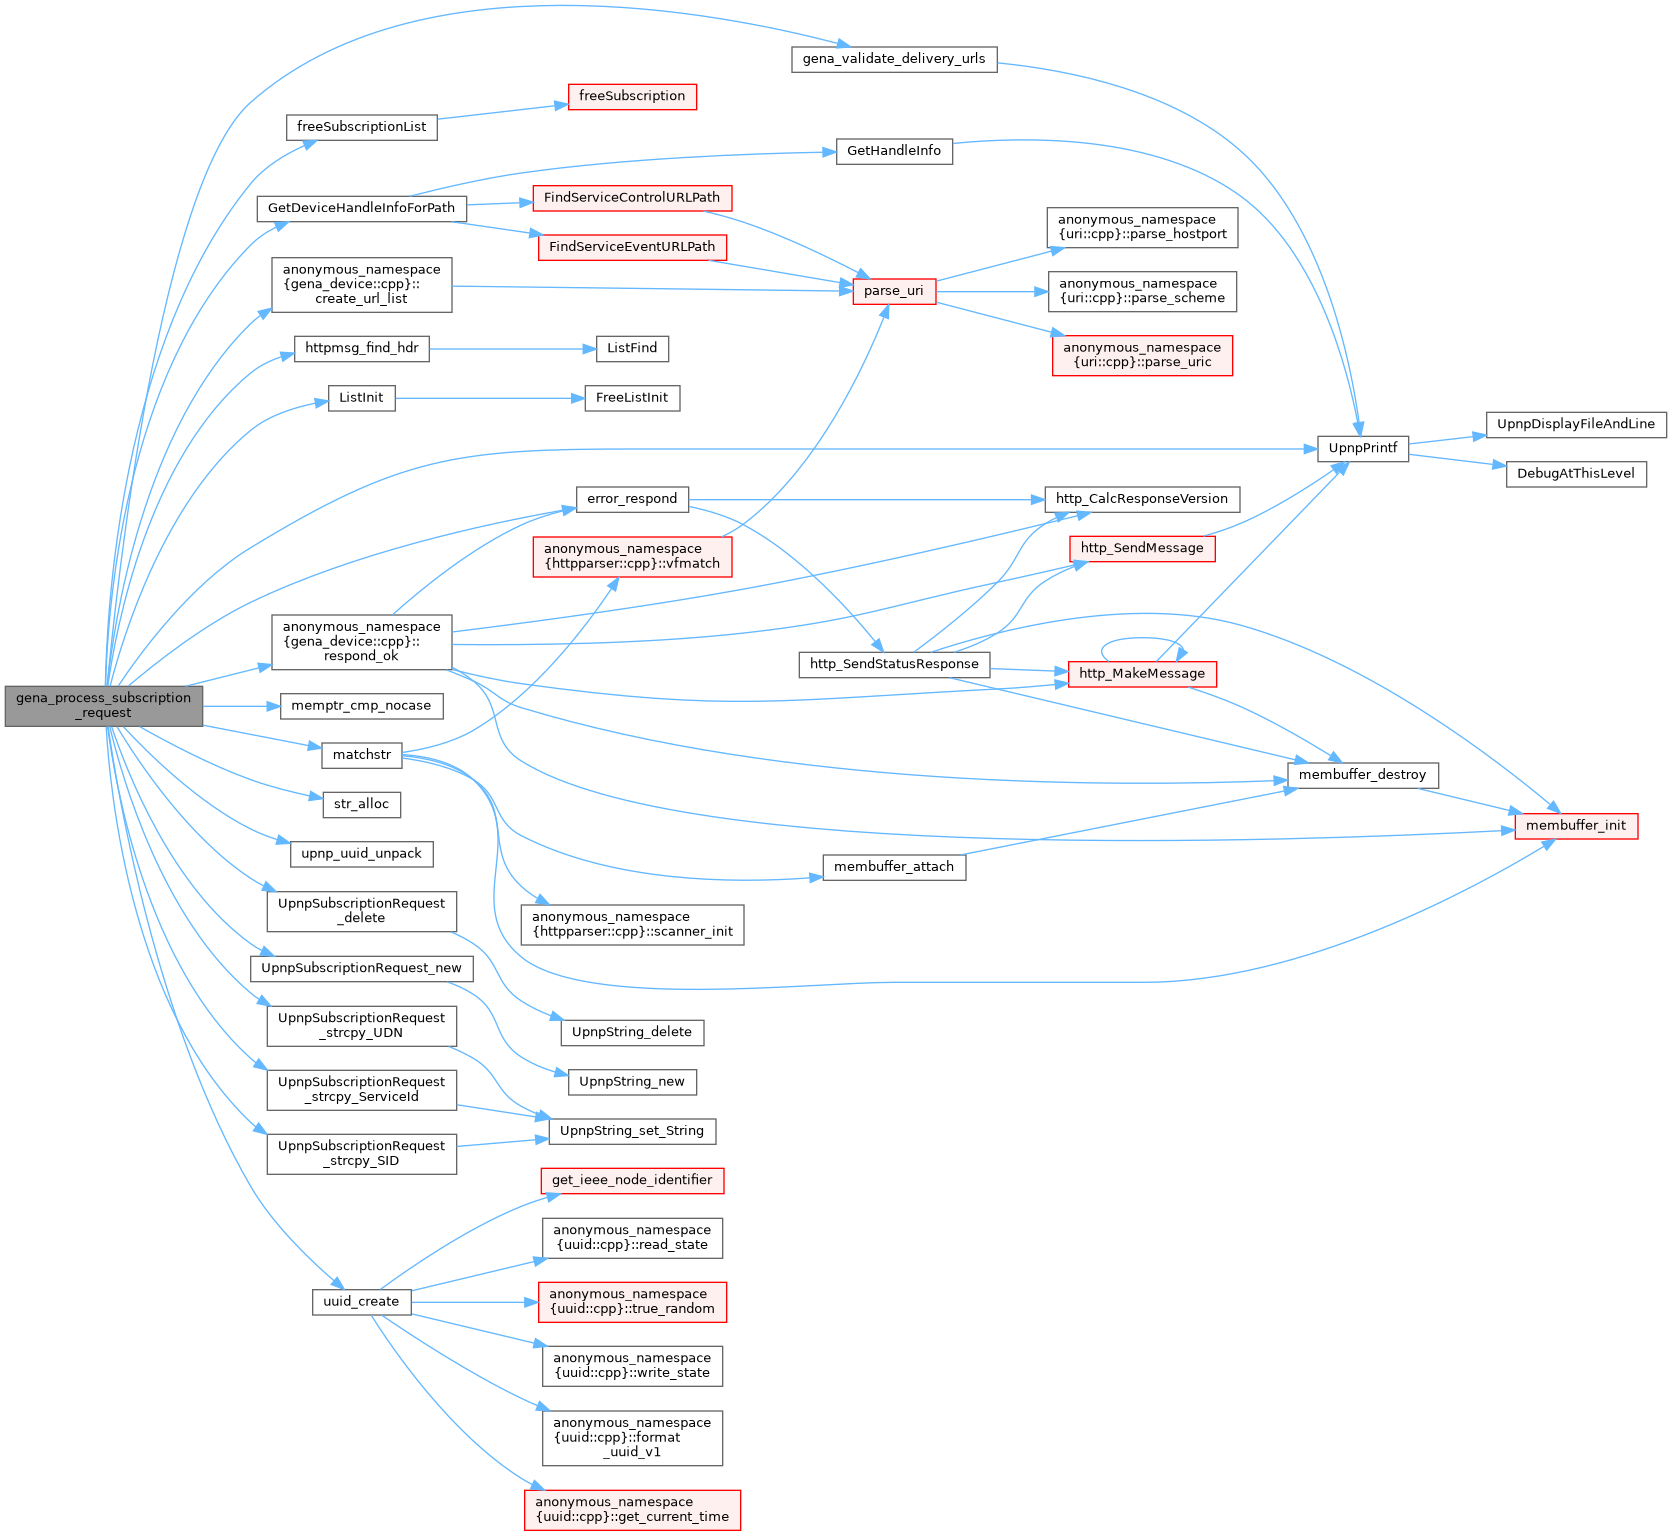 gena_validate_delivery_urls
freeSubscription
freeSubscriptionList
GetHandleInfo
FindServiceControlURLPath
GetDeviceHandleInfoForPath
anonymous_namespace
{uri::cpp}::parse_hostport
FindServiceEventURLPath
anonymous_namespace
{gena_device::cpp}::
create_url_list
parse_uri
anonymous_namespace
{uri::cpp}::parse_scheme
httpmsg_find_hdr
ListFind
anonymous_namespace
{uri::cpp}::parse_uric
ListInit
FreeListInit
UpnpDisplayFileAndLine
UpnpPrintf
DebugAtThisLevel
error_respond
http_CalcResponseVersion
anonymous_namespace
{httpparser::cpp}::vfmatch
http_SendMessage
anonymous_namespace
{gena_device::cpp}::
respond_ok
http_SendStatusResponse
http_MakeMessage
gena_process_subscription
_request
memptr_cmp_nocase
matchstr
membuffer_destroy
str_alloc
membuffer_init
upnp_uuid_unpack
membuffer_attach
UpnpSubscriptionRequest
_delete
anonymous_namespace
{httpparser::cpp}::scanner_init
UpnpSubscriptionRequest_new
UpnpSubscriptionRequest
_strcpy_UDN
UpnpString_delete
UpnpSubscriptionRequest
_strcpy_ServiceId
UpnpString_new
UpnpString_set_String
UpnpSubscriptionRequest
_strcpy_SID
get_ieee_node_identifier
anonymous_namespace
{uuid::cpp}::read_state
uuid_create
anonymous_namespace
{uuid::cpp}::true_random
anonymous_namespace
{uuid::cpp}::write_state
anonymous_namespace
{uuid::cpp}::format
_uuid_v1
anonymous_namespace
{uuid::cpp}::get_current_time